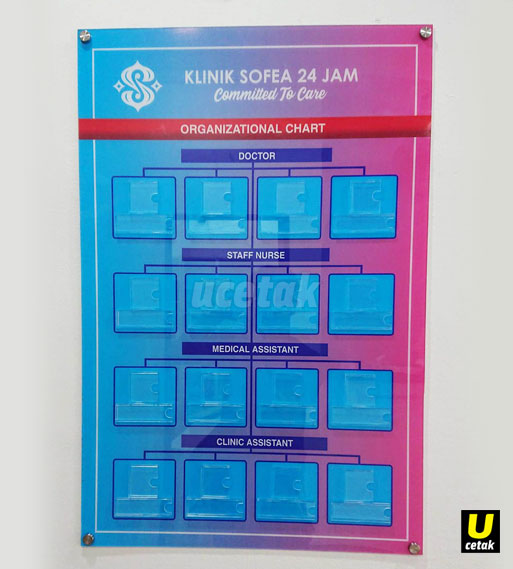 KLINIK SOFEA 24 JAM
Committed To Care
ORGANIZATIONAL CHART
DOCTOR
STAFF NURSE
ucetak
MEDICAL ASSISTANT
CLINIC ASSISTANT
U
cetak